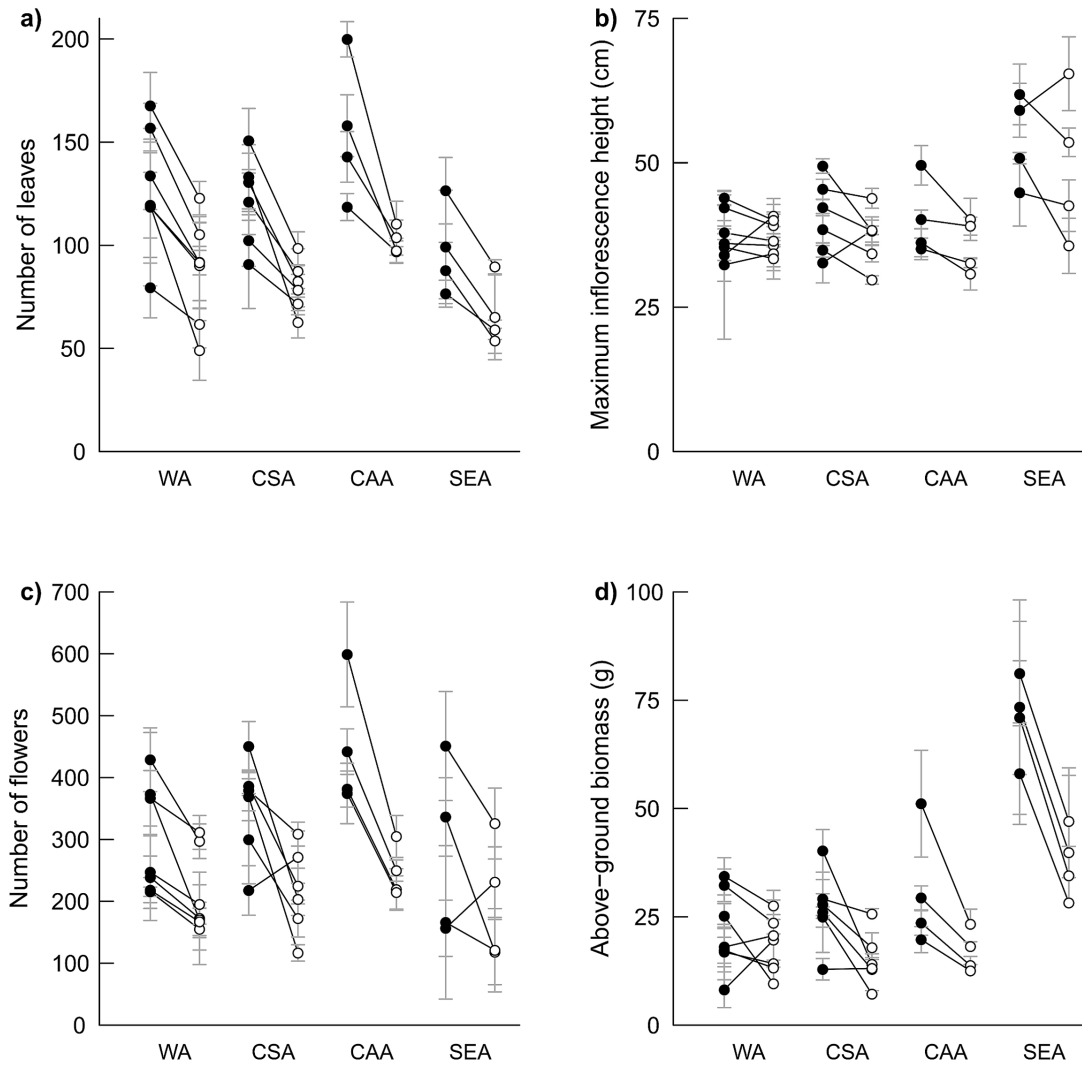 a)
Number of leaves
200
150
100
50
0
WA CSA CAA SEA
b)
Maximum inflorescence height (cm)
75
50
25
0
WA CSA CAA SEA
c)
Number of flowers
700
600
500
400
300
200
100
0
WA CSA CAA SEA
d)
Above−ground biomass (g)
100
75
50
25
0
WA CSA CAA SEA